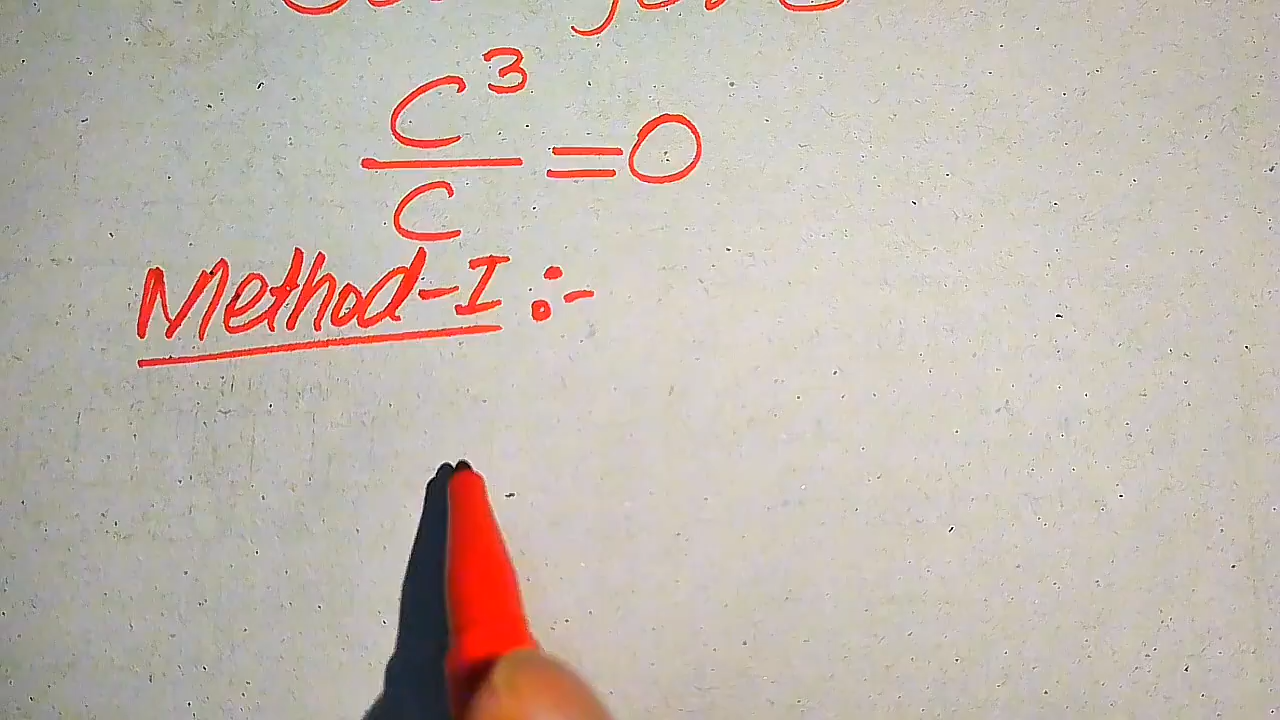 C³
— = 0
C
Method-I :-